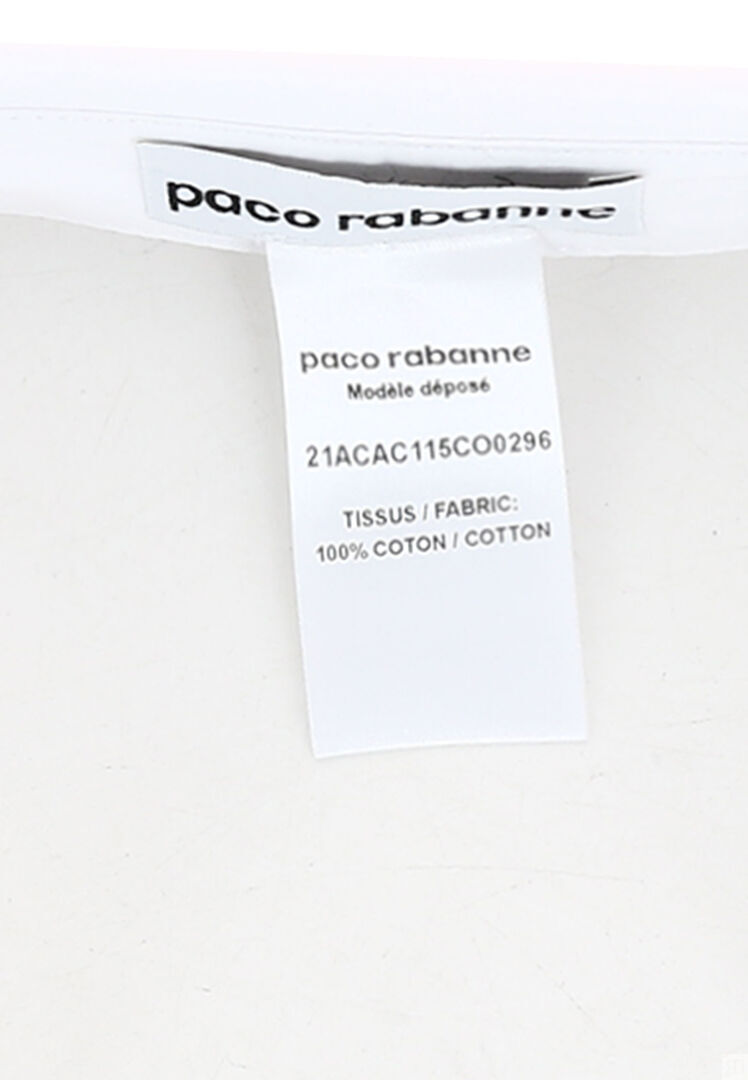 paco rabanne
paco rabanne
Modèle déposé
21ACAC115CO0296
TISSUS / FABRIC:
100% COTON / COTTON